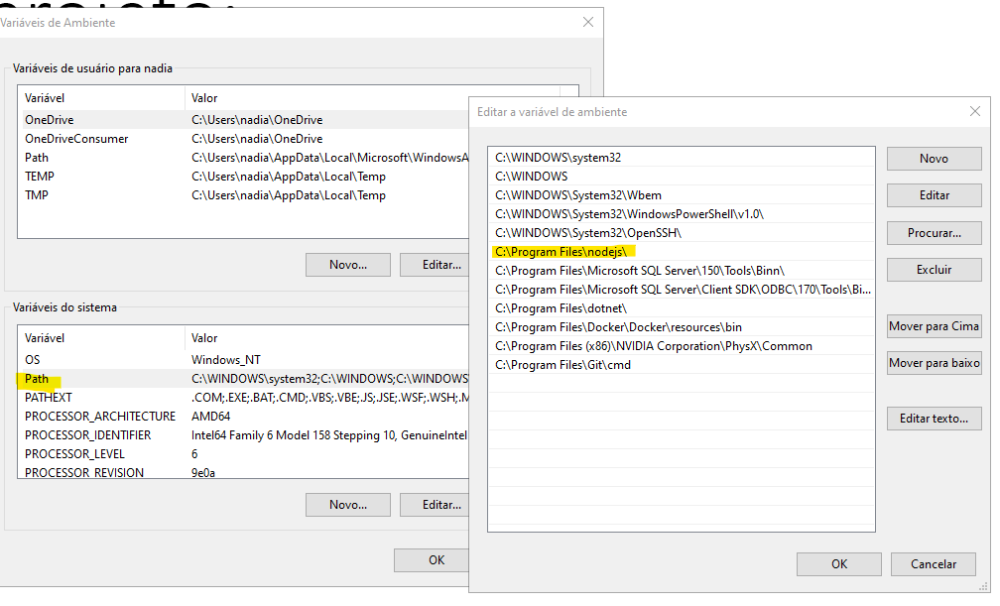 projeto:
Variáveis de Ambiente
Variáveis de usuário para nadia
Variável Valor
OneDrive C:\Users\nadia\OneDrive
OneDriveConsumer C:\Users\nadia\OneDrive
Path C:\Users\nadia\AppData\Local\Microsoft\WindowsA
TEMP C:\Users\nadia\AppData\Local\Temp
TMP C:\Users\nadia\AppData\Local\Temp
Novo... Editar...
Variáveis do sistema
Variável Valor
OS Windows_NT
Path C:\WINDOWS\system32;C:\WINDOWS;C:\WINDOWS
PATHEXT .COM;.EXE;.BAT;.CMD;.VBS;.VBE;.JS;.JSE;.WSF;.WSH;.M
PROCESSOR_ARCHITECTURE AMD64
PROCESSOR_IDENTIFIER Intel64 Family 6 Model 158 Stepping 10, GenuineIntel
PROCESSOR_LEVEL 6
PROCESSOR_REVISION 9e0a
Novo... Editar...
OK
Editar a variável de ambiente
C:\WINDOWS\system32
C:\WINDOWS
C:\WINDOWS\System32\Wbem
C:\WINDOWS\System32\WindowsPowerShell\v1.0\
C:\WINDOWS\System32\OpenSSH\
C:\Program Files\nodejs\
C:\Program Files\Microsoft SQL Server\150\Tools\Binn\
C:\Program Files\Microsoft SQL Server\Client SDK\ODBC\170\Tools\Bi...
C:\Program Files\dotnet\
C:\Program Files\Docker\Docker\resources\bin
C:\Program Files (x86)\NVIDIA Corporation\PhysX\Common
C:\Program Files\Git\cmd
Novo
Editar
Procurar...
Excluir
Mover para Cima
Mover para baixo
Editar texto...
OK Cancelar